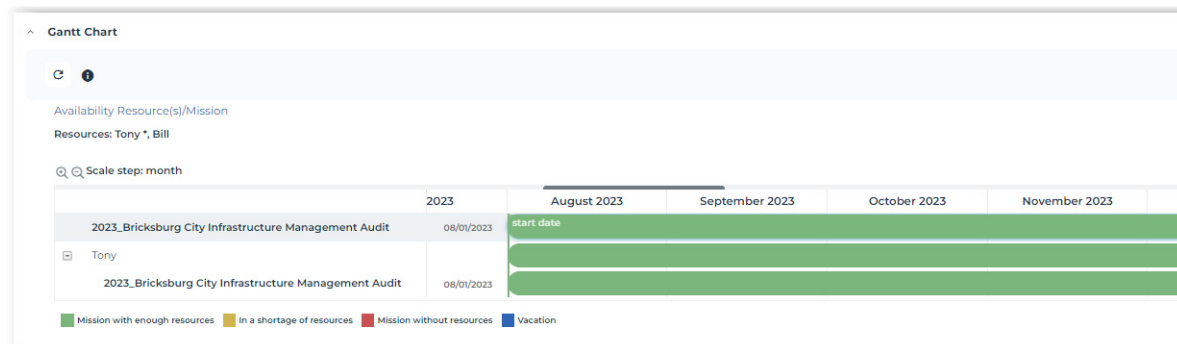 Gantt Chart
Availability Resource(s)/Mission
Resources: Tony *, Bill
Scale step: month
2023 August 2023 September 2023 October 2023 November 2023
2023_Bricksburg City Infrastructure Management Audit 08/01/2023 start date
Tony
2023_Bricksburg City Infrastructure Management Audit 08/01/2023
Mission with enough resources In a shortage of resources Mission without resources Vacation